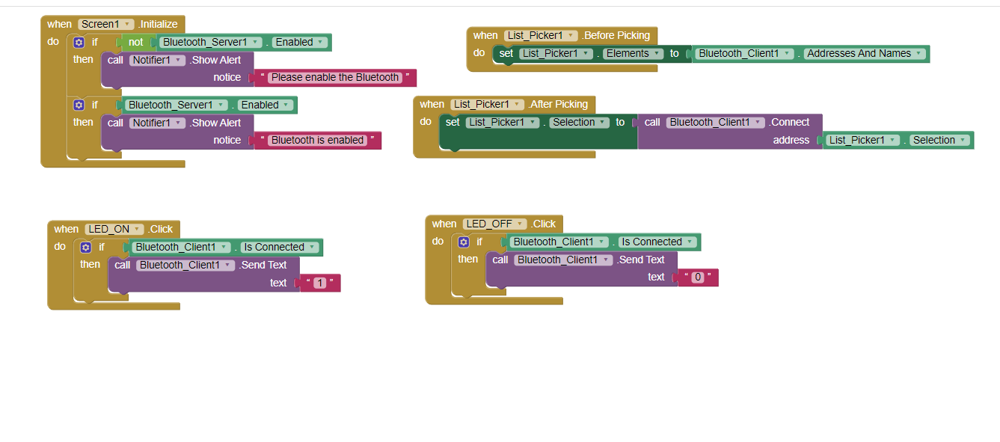 when Screen1 .Initialize
do if not Bluetooth_Server1 . Enabled
then call Notifier1 .Show Alert
notice “ Please enable the Bluetooth ”
if Bluetooth_Server1 . Enabled
then call Notifier1 .Show Alert
notice “ Bluetooth is enabled ”
when List_Picker1 .Before Picking
do set List_Picker1 . Elements to Bluetooth_Client1 . Addresses And Names
when List_Picker1 .After Picking
do set List_Picker1 . Selection to call Bluetooth_Client1 .Connect
address List_Picker1 . Selection
when LED_ON .Click
do if Bluetooth_Client1 . Is Connected
then call Bluetooth_Client1 .Send Text
text “ 1 ”
when LED_OFF .Click
do if Bluetooth_Client1 . Is Connected
then call Bluetooth_Client1 .Send Text
text “ 0 ”